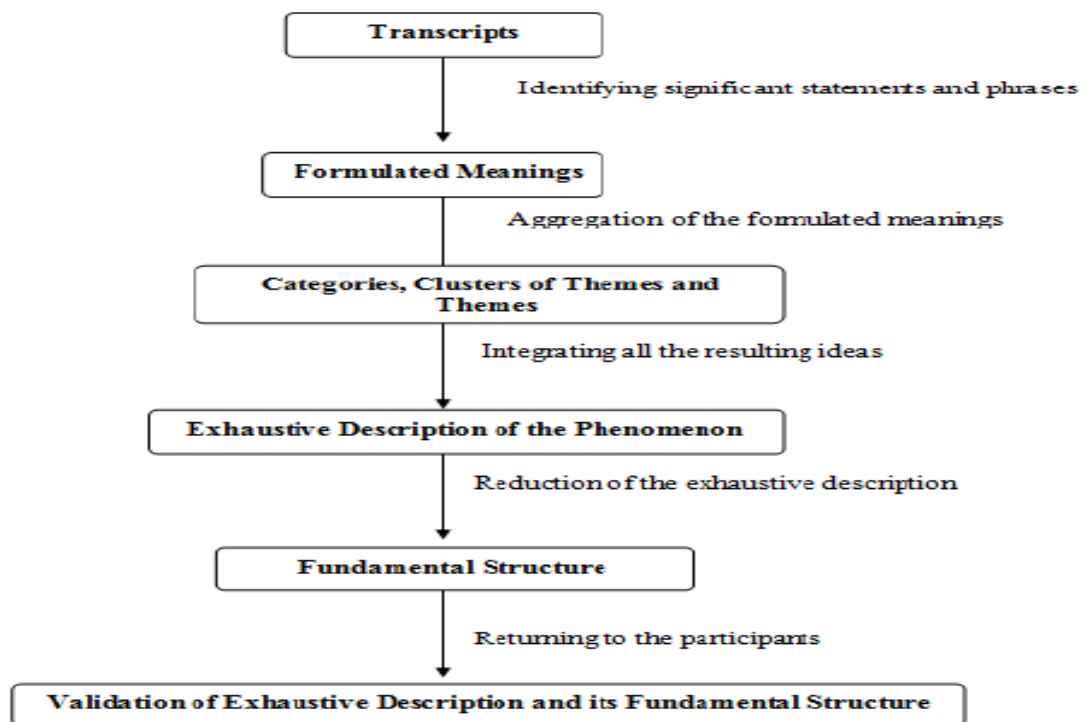 Transcripts
Identifying significant statements and phrases
Formulated Meanings
Aggregation of the formulated meanings
Categories, Clusters of Themes and
Themes
Integrating all the resulting ideas
Exhaustive Description of the Phenomenon
Reduction of the exhaustive description
Fundamental Structure
Returning to the participants
Validation of Exhaustive Description and its Fundamental Structure